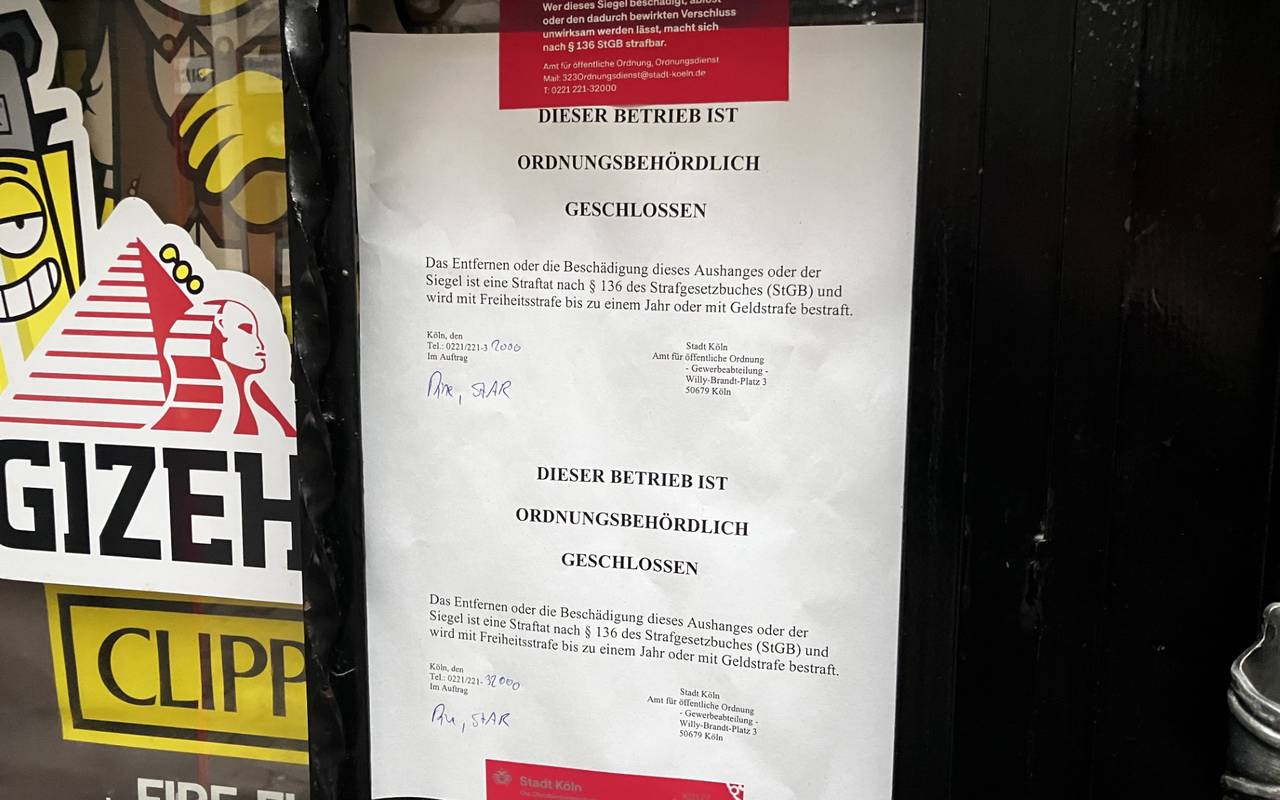 Wer dieses Siegel beschädigt, ablöst
oder den dadurch bewirkten Verschluss
unwirksam werden lässt, macht sich
nach § 136 StGB strafbar.
Amt für öffentliche Ordnung, Ordnungsdienst
Mail: 323Ordnungsdienst@stadt-koeln.de
T: 0221 221-32000
DIESER BETRIEB IST
ORDNUNGSBEHÖRDLICH
GESCHLOSSEN
Das Entfernen oder die Beschädigung dieses Aushanges oder der
Siegel ist eine Straftat nach § 136 des Strafgesetzbuches (StGB) und
wird mit Freiheitsstrafe bis zu einem Jahr oder mit Geldstrafe bestraft.
Köln, den
Tel.: 0221/221-3 2000
Im Auftrag
StAR
Stadt Köln
Amt für öffentliche Ordnung
- Gewerbeabteilung -
Willy-Brandt-Platz 3
50679 Köln
DIESER BETRIEB IST
ORDNUNGSBEHÖRDLICH
GESCHLOSSEN
Das Entfernen oder die Beschädigung dieses Aushanges oder der
Siegel ist eine Straftat nach § 136 des Strafgesetzbuches (StGB) und
wird mit Freiheitsstrafe bis zu einem Jahr oder mit Geldstrafe bestraft.
Köln, den
Tel.: 0221/221- 32000
Im Auftrag
StAR
Stadt Köln
Amt für öffentliche Ordnung
- Gewerbeabteilung -
Willy-Brandt-Platz 3
50679 Köln
Stadt Köln
GIZEH
CLIPP